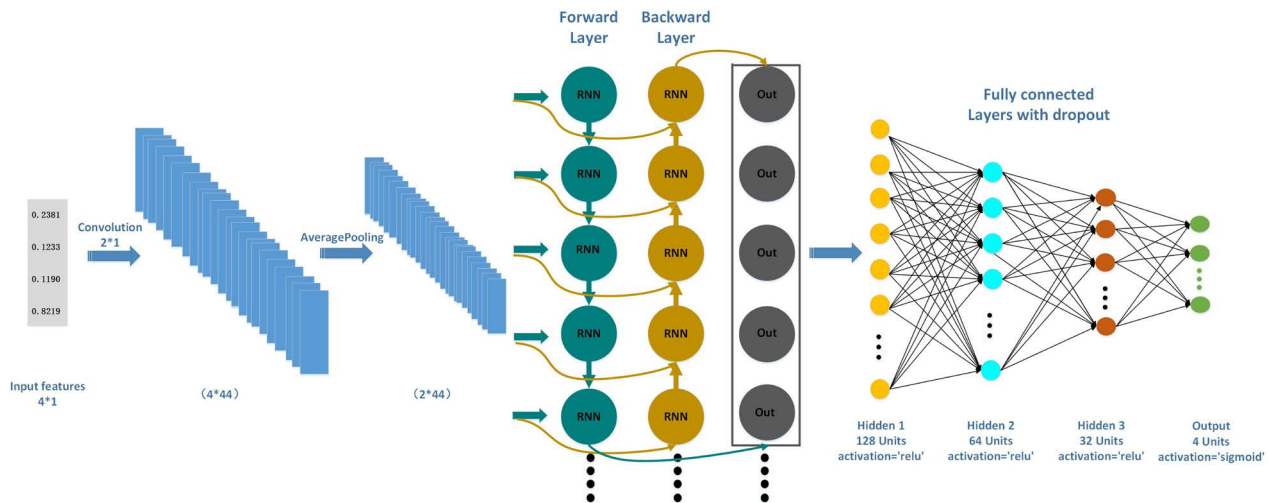 0.2381
0.1233
0.1190
0.8219
Input features
4*1
Convolution
2*1
（4*44）
AveragePooling
（2*44）
Forward
Layer
Backward
Layer
RNN
RNN
Out
RNN
RNN
Out
RNN
RNN
Out
RNN
RNN
Out
RNN
RNN
Out
Fully connected
Layers with dropout
Hidden 1
128 Units
activation='relu'
Hidden 2
64 Units
activation='relu'
Hidden 3
32 Units
activation='relu'
Output
4 Units
activation='sigmoid'